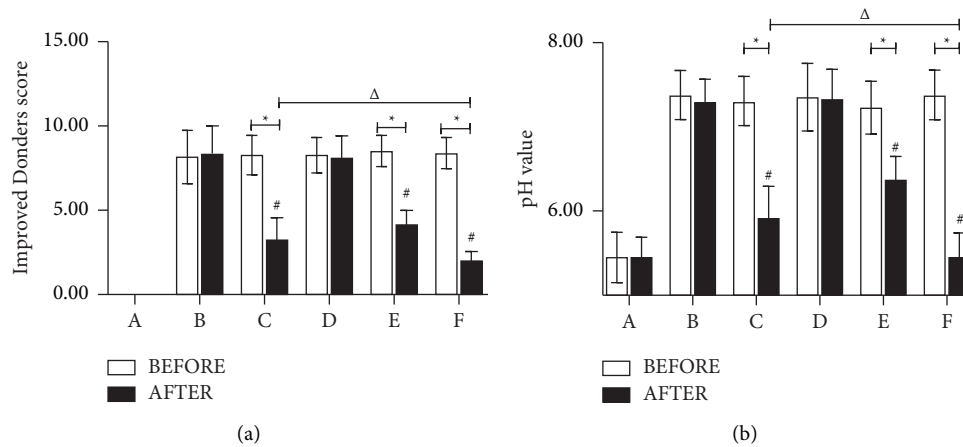 Improved Donders score
15.00
10.00
5.00
0.00
Δ
*
*
*
#
#
#
A B C D E F
BEFORE
AFTER
(a)
pH value
8.00
6.00
Δ
*
*
*
#
#
#
A B C D E F
BEFORE
AFTER
(b)